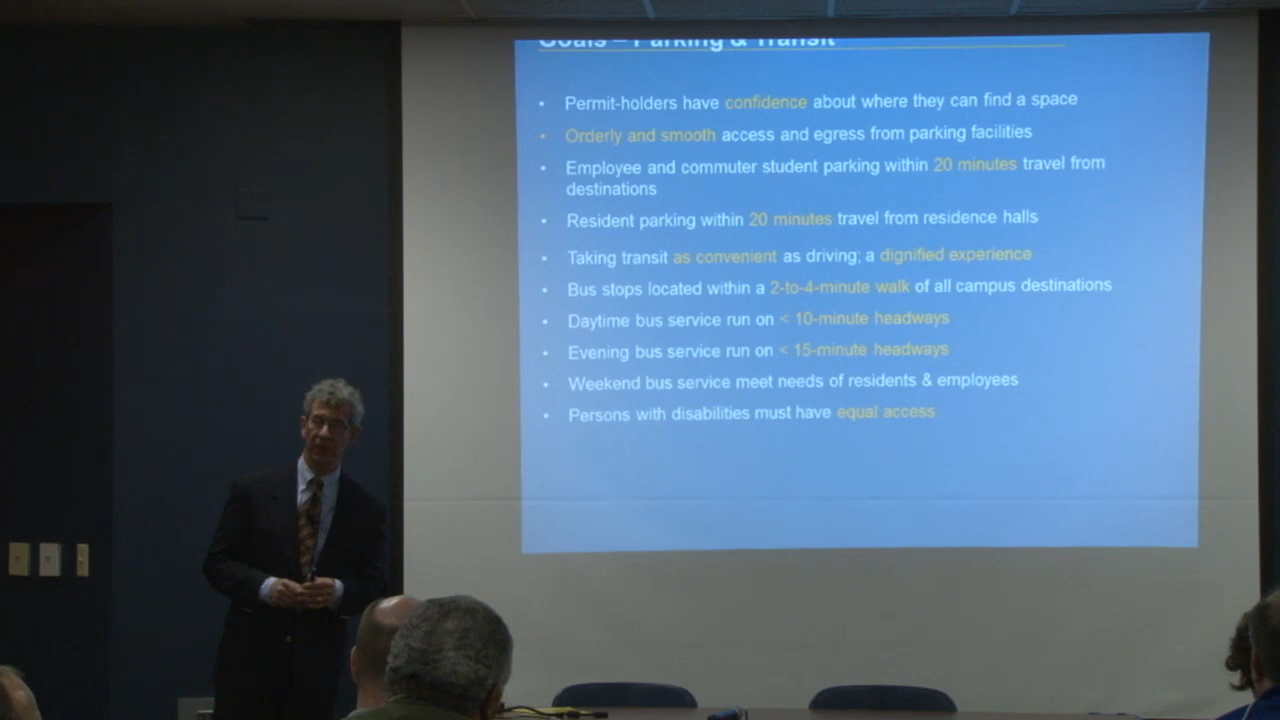 Goals – Parking & Transit
• Permit-holders have confidence about where they can find a space
• Orderly and smooth access and egress from parking facilities
• Employee and commuter student parking within 20 minutes travel from
destinations
• Resident parking within 20 minutes travel from residence halls
• Taking transit as convenient as driving; a dignified experience
• Bus stops located within a 2-to-4-minute walk of all campus destinations
• Daytime bus service run on < 10-minute headways
• Evening bus service run on < 15-minute headways
• Weekend bus service meet needs of residents & employees
• Persons with disabilities must have equal access